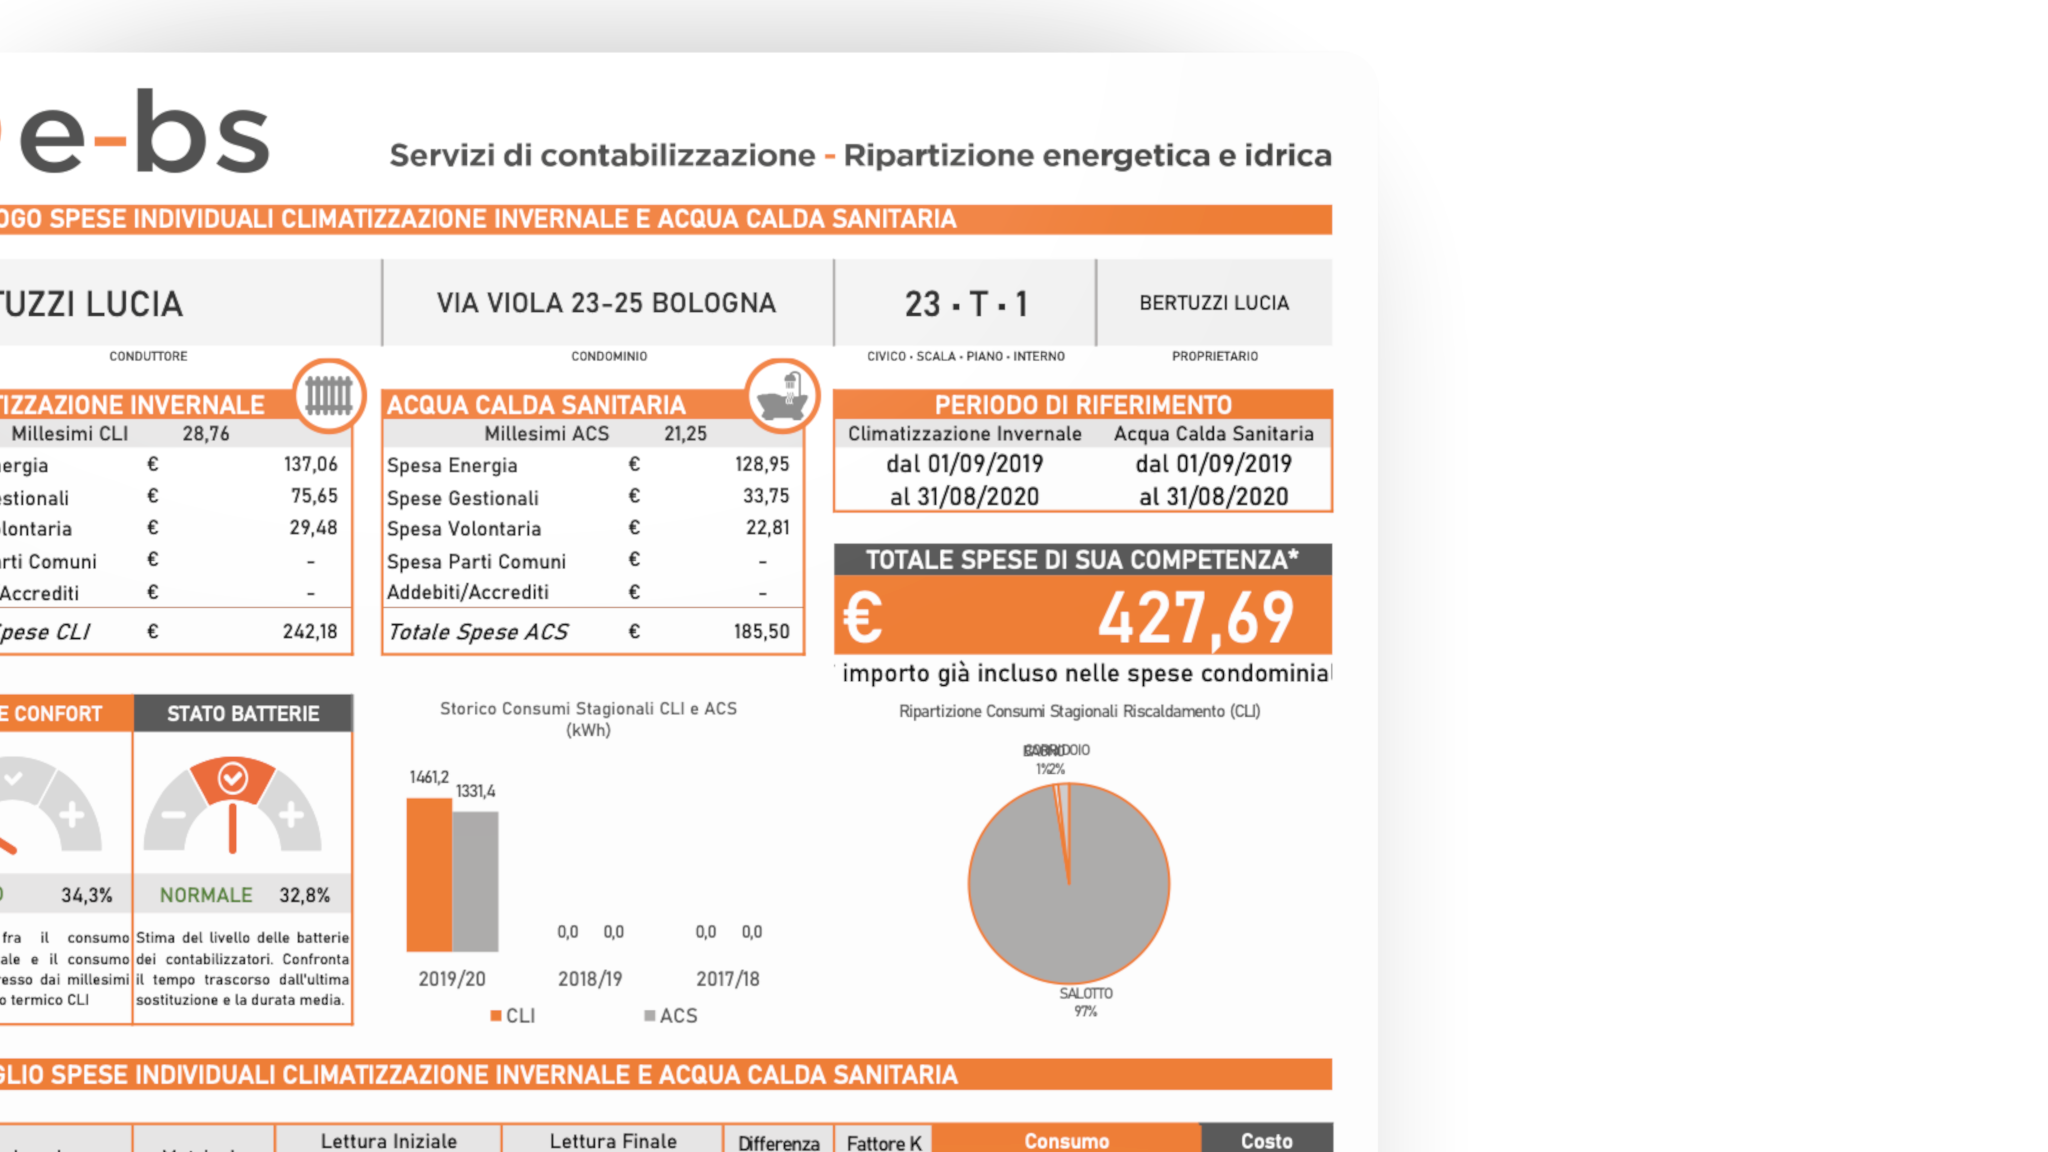 e-bs
Servizi di contabilizzazione - Ripartizione energetica e idrica
OGO SPESE INDIVIDUALI CLIMATIZZAZIONE INVERNALE E ACQUA CALDA SANITARIA
TUZZI LUCIA
VIA VIOLA 23-25 BOLOGNA
23 · T · 1
BERTUZZI LUCIA
CONDUTTORE
CONDOMINIO
CIVICO · SCALA · PIANO · INTERNO
PROPRIETARIO
TIZZAZIONE INVERNALE
Millesimi CLI 28,76
ergia € 137,06
estionali € 75,65
lontaria € 29,48
arti Comuni € -
Accrediti € -
pese CLI € 242,18
ACQUA CALDA SANITARIA
Millesimi ACS 21,25
Spesa Energia € 128,95
Spese Gestionali € 33,75
Spesa Volontaria € 22,81
Spesa Parti Comuni € -
Addebiti/Accrediti € -
Totale Spese ACS € 185,50
PERIODO DI RIFERIMENTO
Climatizzazione Invernale Acqua Calda Sanitaria
dal 01/09/2019 dal 01/09/2019
al 31/08/2020 al 31/08/2020
TOTALE SPESE DI SUA COMPETENZA*
€ 427,69
importo già incluso nelle spese condominial
E CONFORT
34,3%
fra il consumo
ale e il consumo
esso dai millesimi
o termico CLI
STATO BATTERIE
NORMALE 32,8%
Stima del livello delle batterie
dei contabilizzatori. Confronta
il tempo trascorso dall'ultima
sostituzione e la durata media.
Storico Consumi Stagionali CLI e ACS
(kWh)
1461,2
1331,4
0,0 0,0 0,0 0,0
2019/20 2018/19 2017/18
CLI ACS
Ripartizione Consumi Stagionali Riscaldamento (CLI)
CORRIDOIO
1% 2%
SALOTTO
97%
GLIO SPESE INDIVIDUALI CLIMATIZZAZIONE INVERNALE E ACQUA CALDA SANITARIA
Lettura Iniziale Lettura Finale Differenza Fattore K Consumo Costo